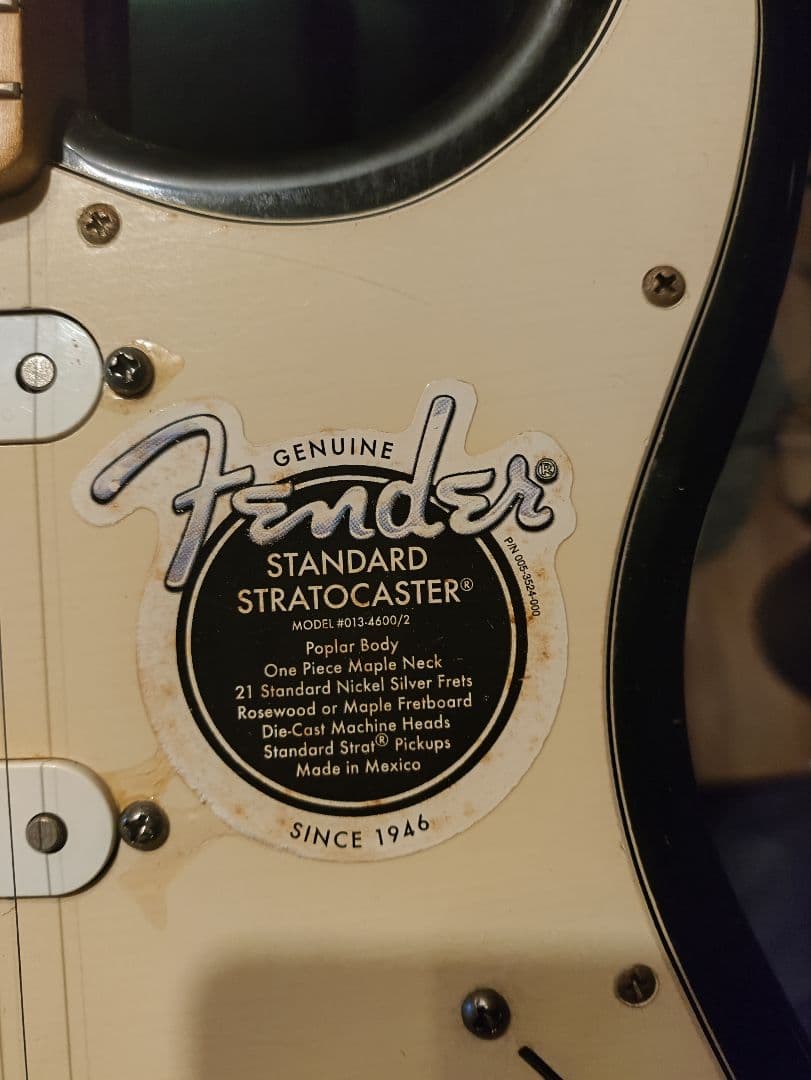 GENUINE
Fender®
STANDARD
STRATOCASTER®
MODEL #013-4600/2
Poplar Body
One Piece Maple Neck
21 Standard Nickel Silver Frets
Rosewood or Maple Fretboard
Die-Cast Machine Heads
Standard Strat® Pickups
Made in Mexico
SINCE 1946
P/N 005-3524-000